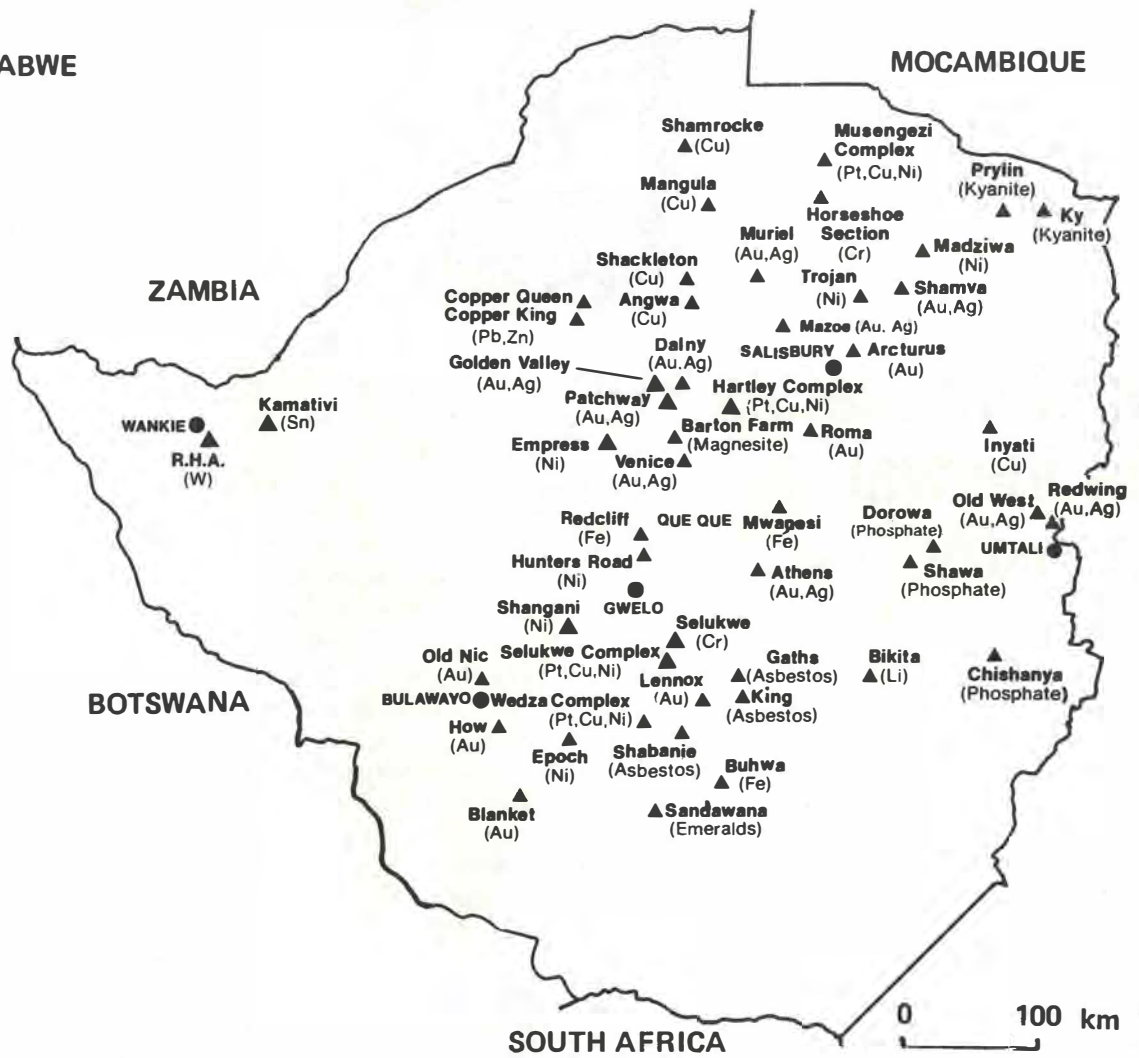 ABWE
MOCAMBIQUE
Shamrocke
(Cu)
Musengezi
Complex
(Pt,Cu,Ni)
Prylin
(Kyanite)
Mangula
(Cu)
Horseshoe
Section
(Cr)
Ky
(Kyanite)
Muriel
(Au,Ag)
Madziwa
(Ni)
Shackleton
(Cu)
Trojan
(Ni)
Shamva
(Au,Ag)
ZAMBIA
Copper Queen
Copper King
(Pb,Zn)
Angwa
(Cu)
Mazoe (Au. Ag)
Dalny
(Au.Ag)
SALISBURY
Arcturus
(Au)
Golden Valley
(Au,Ag)
Hartley Complex
(Pt,Cu,Ni)
Patchway
(Au,Ag)
Kamativi
(Sn)
WANKIE
R.H.A.
(W)
Barton Farm
(Magnesite)
Roma
(Au)
Empress
(Ni)
Venice
(Au,Ag)
Inyati
(Cu)
Old West
(Au,Ag)
Redwing
(Au,Ag)
Redcliff
(Fe)
QUE QUE
Mwanesi
(Fe)
Dorowa
(Phosphate)
UMTALI
Hunters Road
(Ni)
Athens
(Au,Ag)
Shawa
(Phosphate)
GWELO
Shangani
(Ni)
Selukwe
(Cr)
Old Nic
(Au)
Selukwe Complex
(Pt,Cu,Ni)
Gaths
(Asbestos)
Bikita
(Li)
Chishanya
(Phosphate)
Lennox
(Au)
King
(Asbestos)
BOTSWANA
BULAWAYO
Wedza Complex
(Pt,Cu,Ni)
How
(Au)
Epoch
(Ni)
Shabanie
(Asbestos)
Buhwa
(Fe)
Blanket
(Au)
Sandawana
(Emeralds)
SOUTH AFRICA
0 100 km